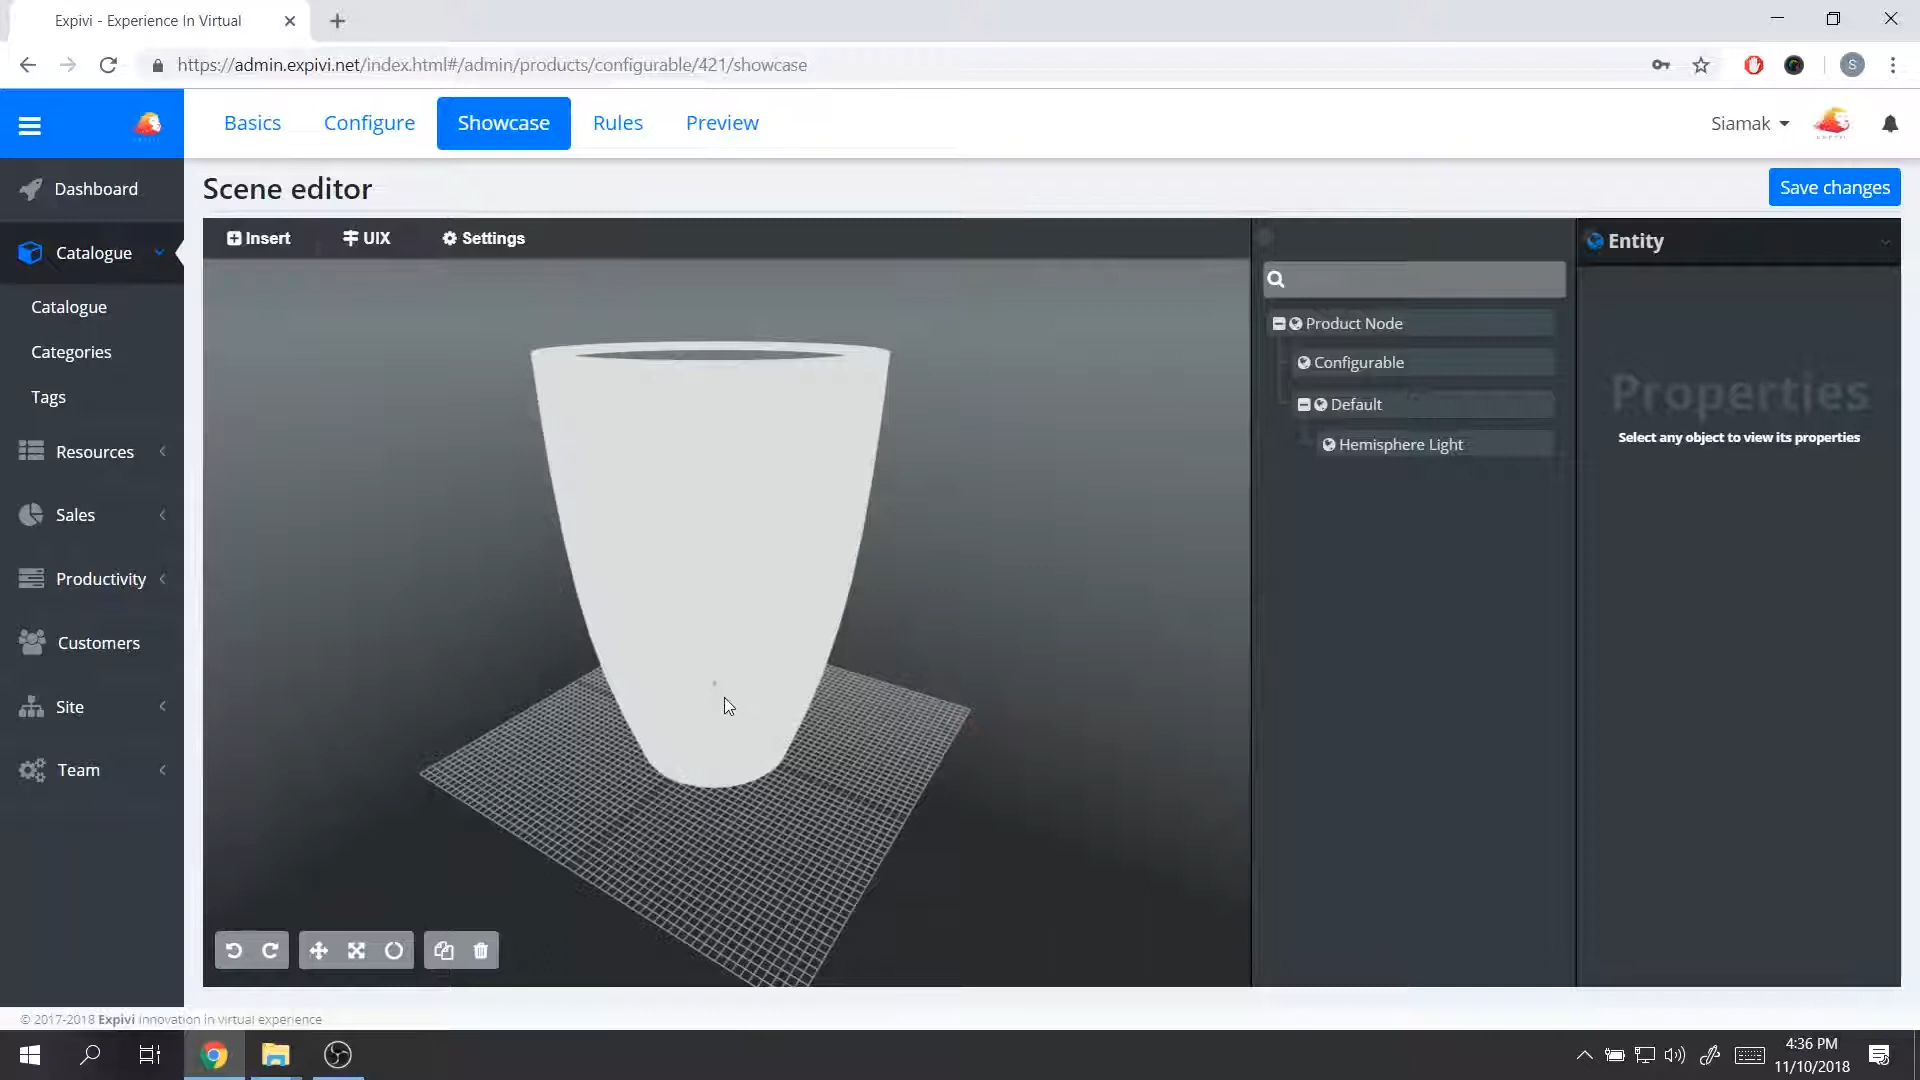 Expivi - Experience In Virtual
https://admin.expivi.net/index.html#/admin/products/configurable/421/showcase
S
Basics
Configure
Showcase
Rules
Preview
Siamak
Dashboard
Scene editor
Save changes
Insert
UIX
Settings
Entity
Catalogue
Catalogue
Categories
Tags
Resources
Sales
Productivity
Customers
Site
Team
Product Node
Configurable
Default
Hemisphere Light
Properties
Select any object to view its properties
© 2017-2018 Expivi innovation in virtual experience
4:36 PM
11/10/2018